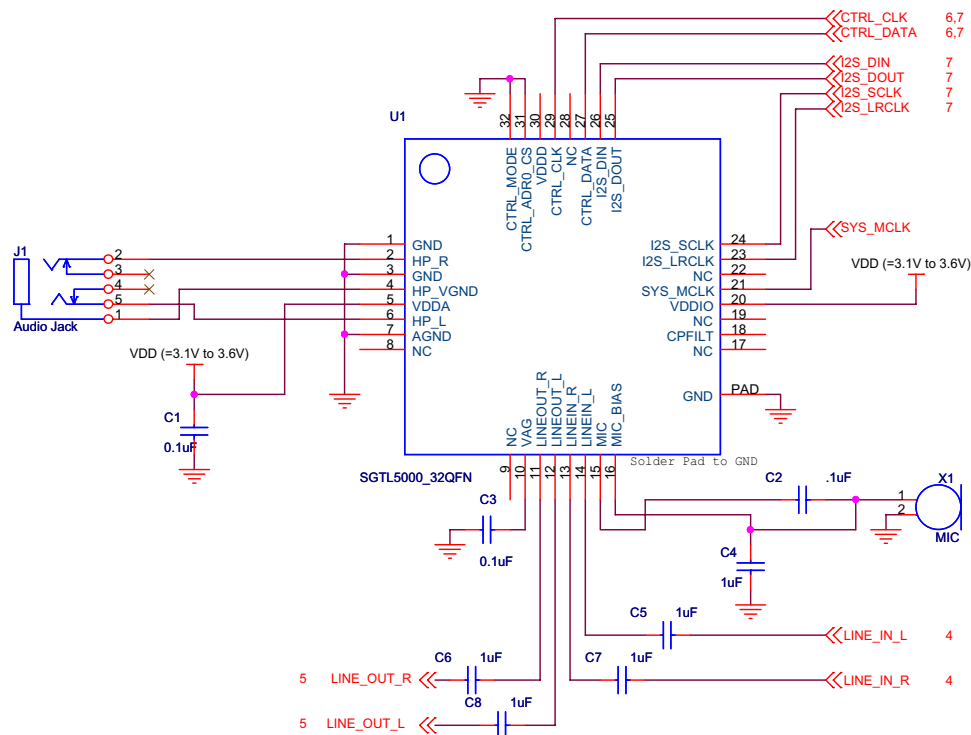 CTRL_CLK 6,7
CTRL_DATA 6,7
I2S_DIN 7
I2S_DOUT 7
I2S_SCLK 7
I2S_LRCLK 7
U1
32 31 30 29 28 27 26 25
CTRL_MODE
CTRL_ADR0_CS
VDDD
CTRL_CLK
NC
CTRL_DATA
I2S_DIN
I2S_DOUT
J1
2
3
4
5
1
Audio Jack
1 GND
2 HP_R
3 GND
4 HP_VGND
5 VDDA
6 HP_L
7 AGND
8 NC
I2S_SCLK 24
I2S_LRCLK 23
NC 22
SYS_MCLK 21
VDDIO 20
NC 19
CPFILT 18
NC 17
GND PAD
SYS_MCLK
VDD (=3.1V to 3.6V)
VDD (=3.1V to 3.6V)
C1
0.1uF
NC
VAG
LINEOUT_R
LINEOUT_L
LINEIN_R
LINEIN_L
MIC
MIC_BIAS
9 10 11 12 13 14 15 16
Solder Pad to GND
SGTL5000_32QFN
C2 .1uF
X1
1
2
MIC
C3
0.1uF
C4
1uF
C5 1uF
LINE_IN_L 4
C7 1uF
LINE_IN_R 4
C6 1uF
5 LINE_OUT_R
C8 1uF
5 LINE_OUT_L